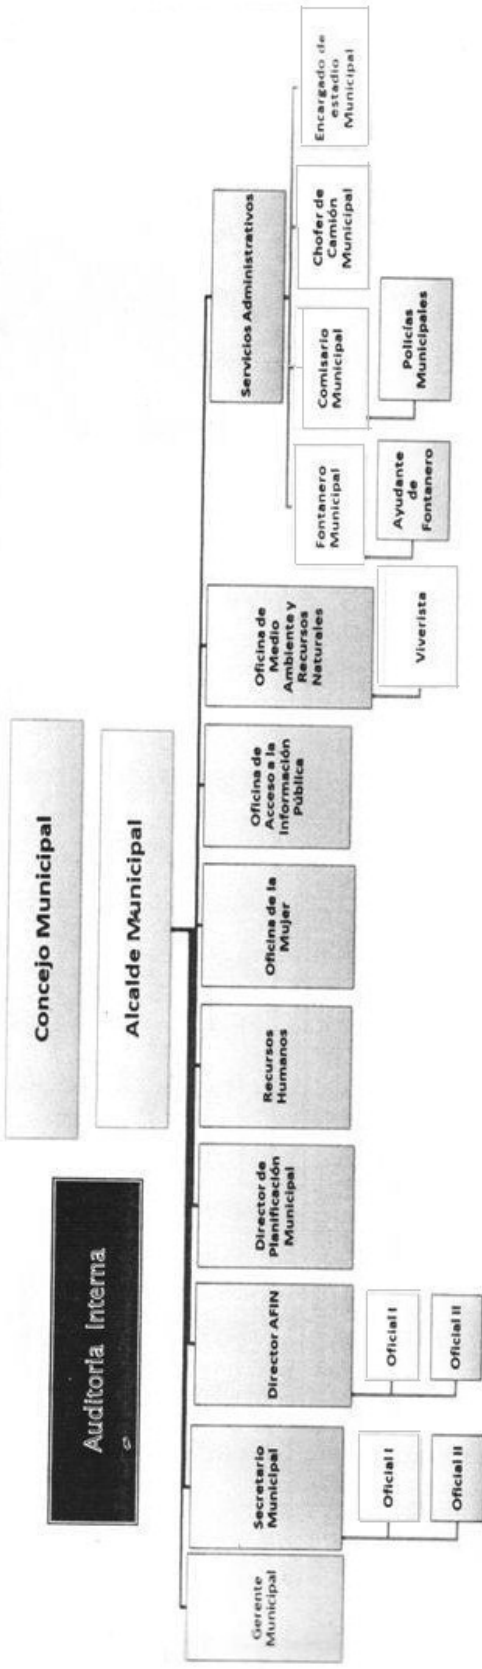 Concejo Municipal
Auditoria Interna
Alcalde Municipal
Gerente
Municipal
Secretario
Municipal
Director AFIN
Director de
Planificación
Municipal
Recursos
Humanos
Oficina de la
Mujer
Oficina de
Acceso a la
Información
Pública
Oficina de
Medio
Ambiente y
Recursos
Naturales
Servicios Administrativos
Oficial I
Oficial II
Oficial I
Oficial II
Viverista
Fontanero
Municipal
Comisario
Municipal
Chofer de
Camión
Municipal
Encargado de
estadio
Municipal
Ayudante
de
Fontanero
Policías
Municipales